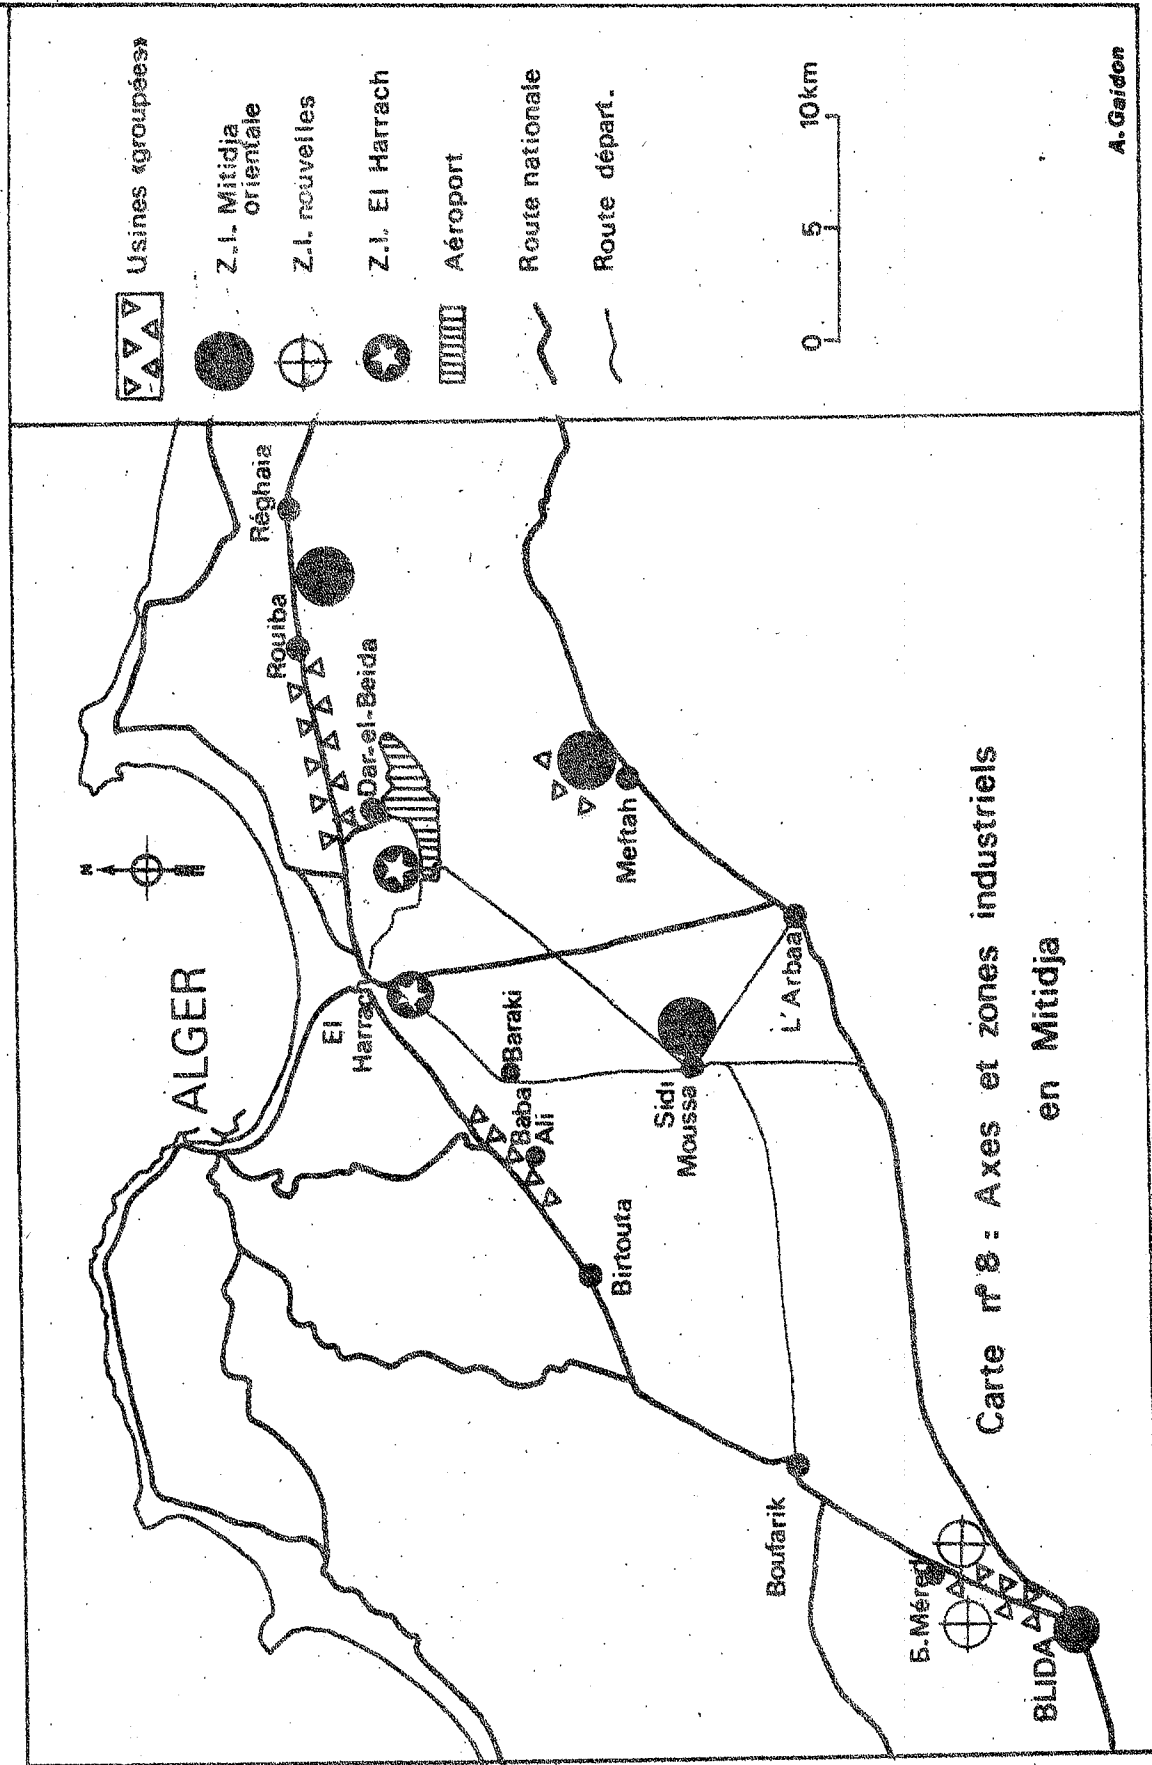 Usines «groupées»
Z.I. Mitidja
orientale
Z.I. nouvelles
Z.I. El Harrach
Aéroport
Route nationale
Route départ.
0 5 10km
A. Gaidon
N
ALGER
Réghaia
Rouiba
Dar-el-Beida
El
Harrach
Baraki
Baba
Ali
Meftah
L'Arbaa
Sidi
Moussa
Birtouta
Boufarik
B.Méred
BLIDA
Carte n° 8 : Axes et zones industriels
en Mitidja